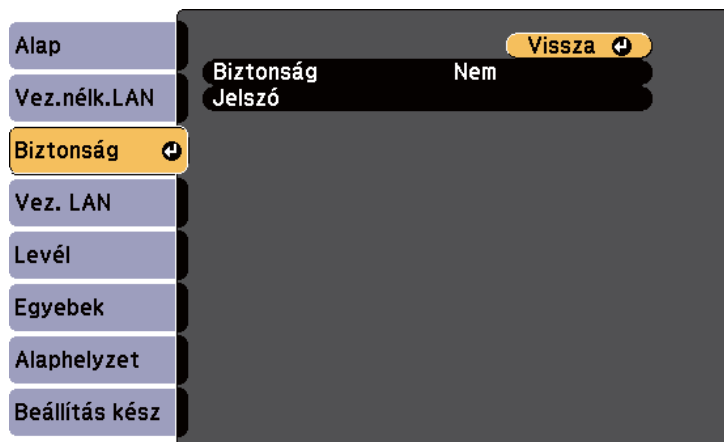 Alap
Vez.nélk.LAN
Biztonság
Vez. LAN
Levél
Egyebek
Alaphelyzet
Beállítás kész
Vissza
Biztonság Nem
Jelszó